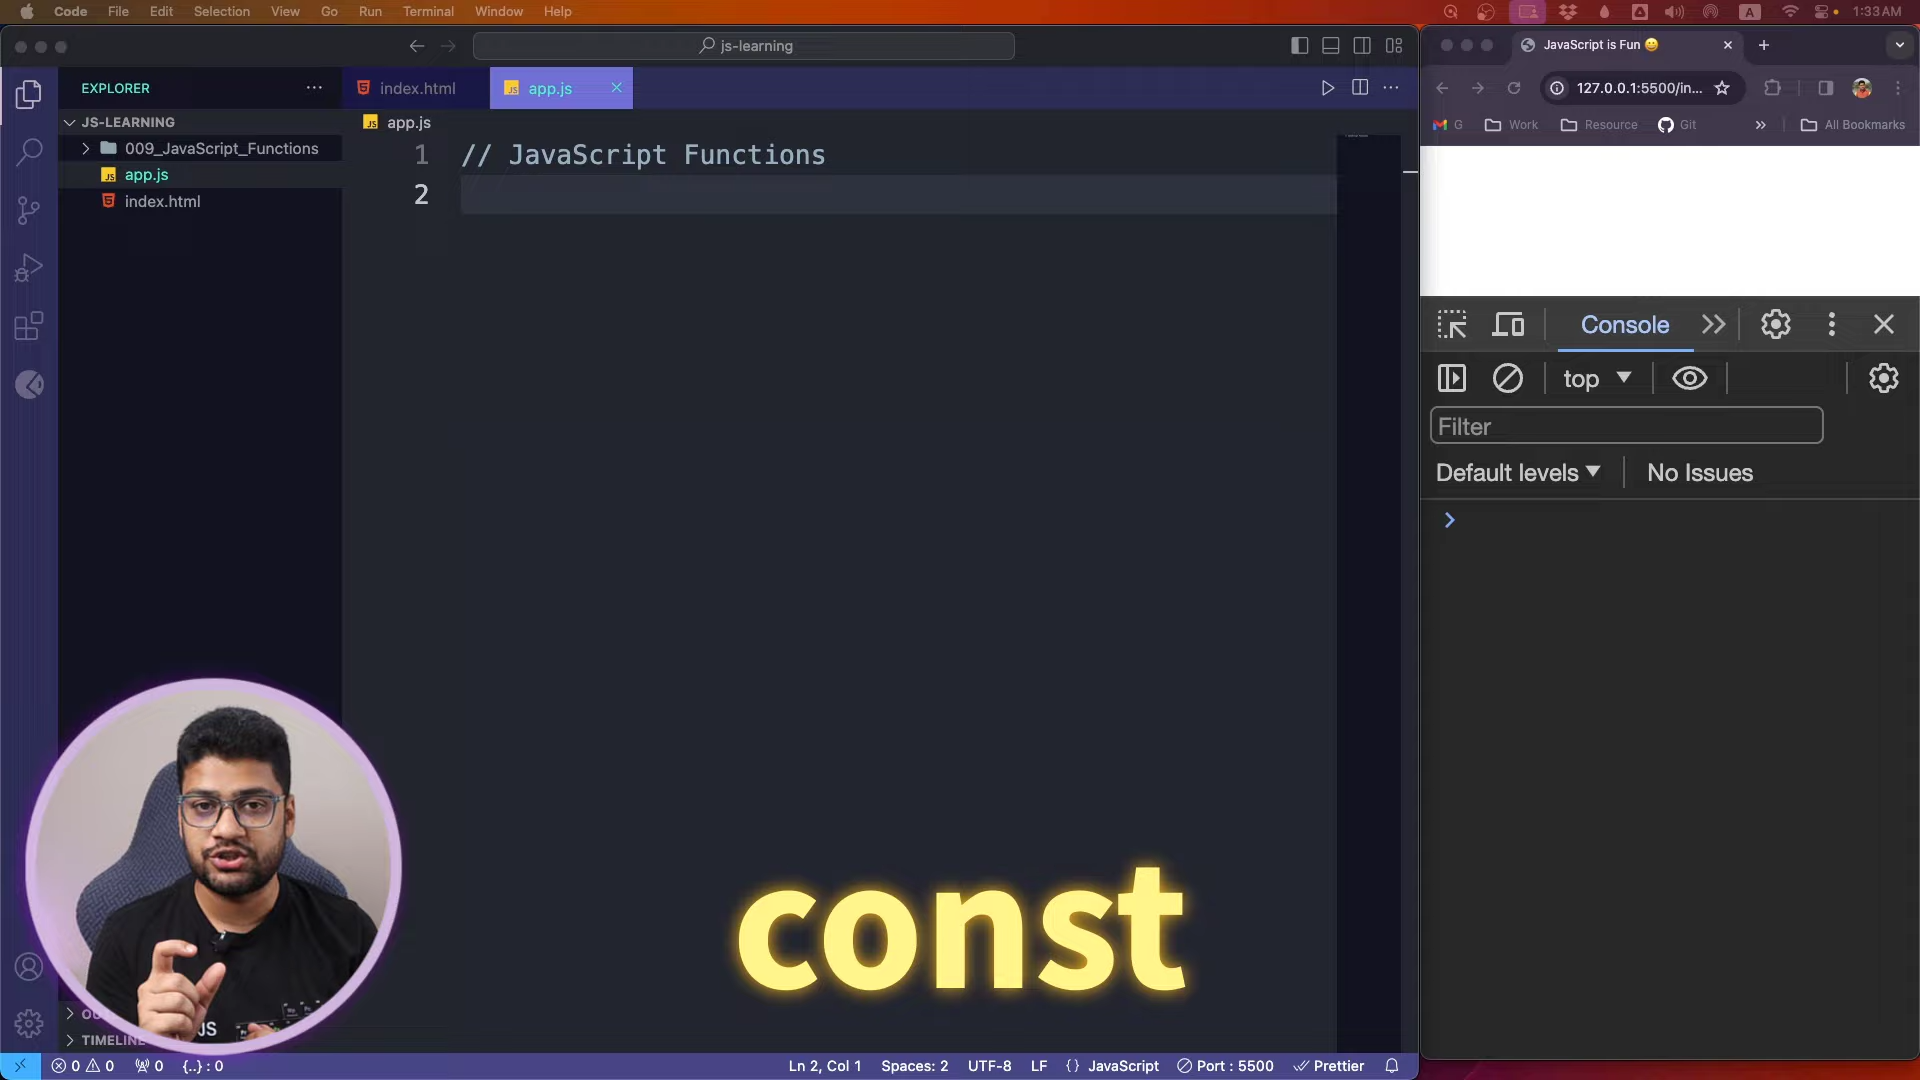 Code File Edit Selection View Go Run Terminal Window Help
A 1:33 AM
js-learning
JavaScript is Fun 😀
EXPLORER
index.html
JS app.js
127.0.0.1:5500/in...
JS-LEARNING
JS app.js
G Work Resource Git » All Bookmarks
009_JavaScript_Functions
JS app.js
index.html
1 // JavaScript Functions
2
Console
top
Filter
Default levels No Issues
const
JS
TIMELINE
0 0 0 {..} : 0
Ln 2, Col 1 Spaces: 2 UTF-8 LF {} JavaScript Port : 5500 Prettier